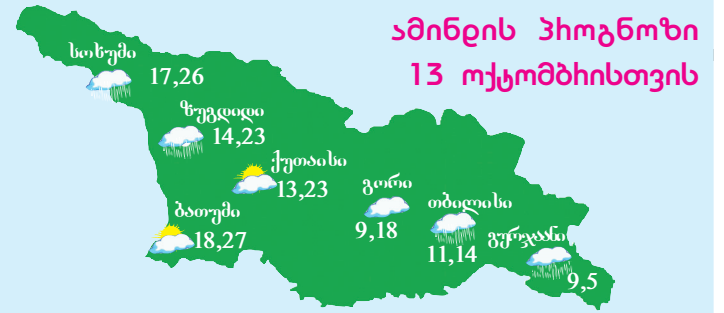 ამინდის პროგნოზი
13 ოქტომბრისთვის
სოხუმი
17,26
ზუგდიდი
14,23
ქუთაისი
13,23
გორი
9,18
თბილისი
11,14
ბათუმი
18,27
გურჯაანი
9,5